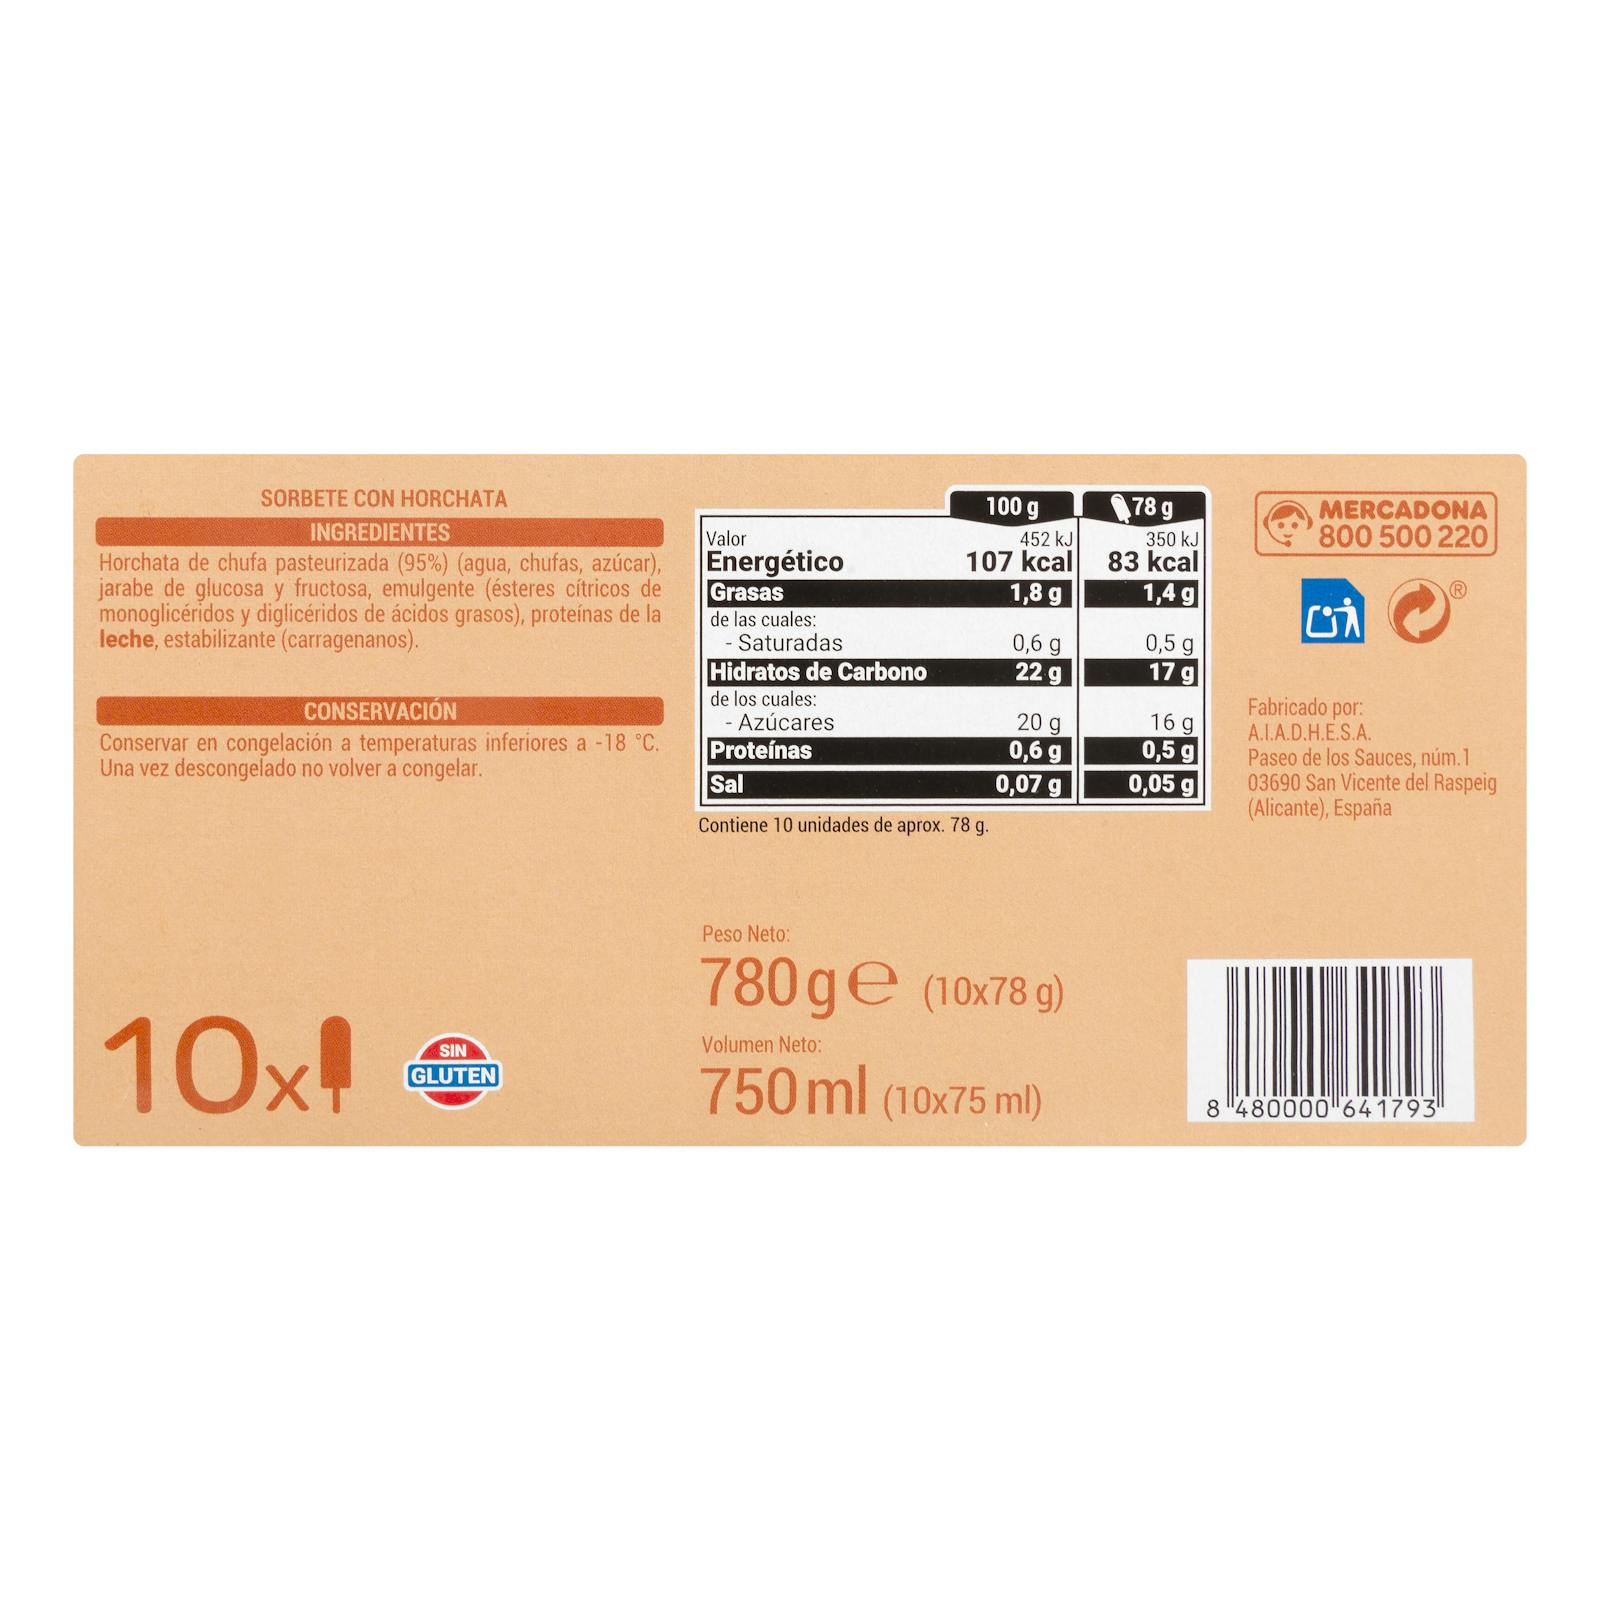 SORBETE CON HORCHATA
INGREDIENTES
Horchata de chufa pasteurizada (95%) (agua, chufas, azúcar),
jarabe de glucosa y fructosa, emulgente (ésteres cítricos de
monoglicéridos y diglicéridos de ácidos grasos), proteínas de la
leche, estabilizante (carragenanos).
CONSERVACIÓN
Conservar en congelación a temperaturas inferiores a -18 °C.
Una vez descongelado no volver a congelar.
10x
SIN
GLUTEN
100 g 78 g
Valor 452 kJ 350 kJ
Energético 107 kcal 83 kcal
Grasas 1,8 g 1,4 g
de las cuales:
- Saturadas 0,6 g 0,5 g
Hidratos de Carbono 22 g 17 g
de los cuales:
- Azúcares 20 g 16 g
Proteínas 0,6 g 0,5 g
Sal 0,07 g 0,05 g
Contiene 10 unidades de aprox. 78 g.
Peso Neto:
780 g ℮ (10x78 g)
Volumen Neto:
750 ml (10x75 ml)
MERCADONA
800 500 220
®
Fabricado por:
A.I.A.D.H.E.S.A.
Paseo de los Sauces, núm.1
03690 San Vicente del Raspeig
(Alicante), España
8 480000 641793